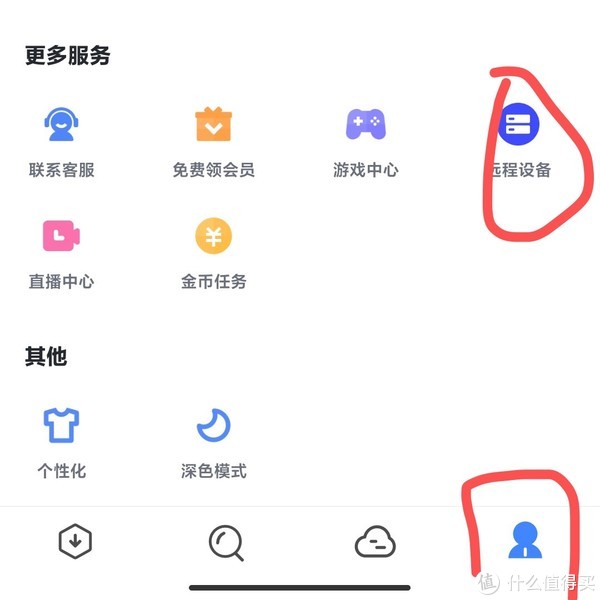 更多服务
联系客服 免费领会员 游戏中心 远程设备
直播中心 金币任务
其他
个性化 深色模式
值 什么值得买